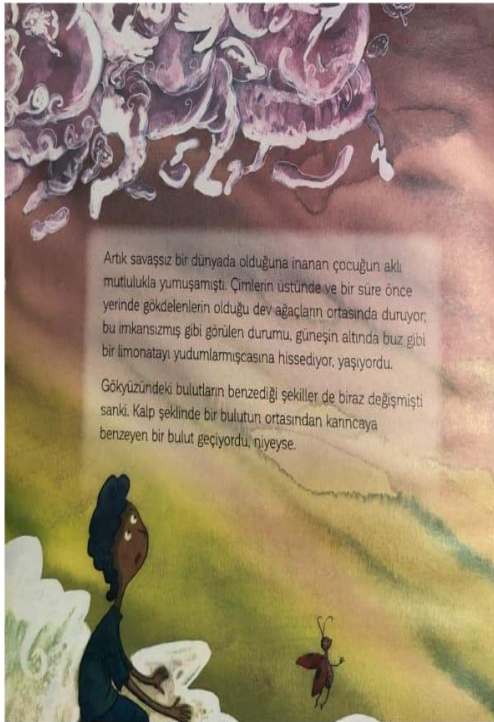 Artık savaşsız bir dünyada olduğuna inanan çocuğun aklı
mutlulukla yumuşamıştı. Çimlerin üstünde ve bir süre önce
yerinde gökdelenlerin olduğu dev ağaçların ortasında duruyor;
bu imkansızmış gibi görülen durumu, güneşin altında buz gibi
bir limonatayı yudumlarmışcasına hissediyor, yaşıyordu.
Gökyüzündeki bulutların benzediği şekiller de biraz değişmişti
sanki. Kalp şeklinde bir bulutun ortasından karıncaya
benzeyen bir bulut geçiyordu, niyeyse.